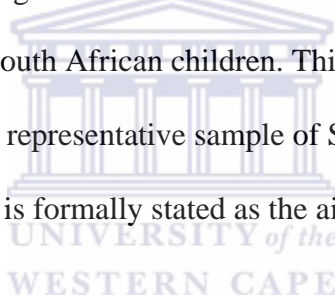 outh African children. Thi
representative sample of S
is formally stated as the ai
UNIVERSITY of the
WESTERN CAPE